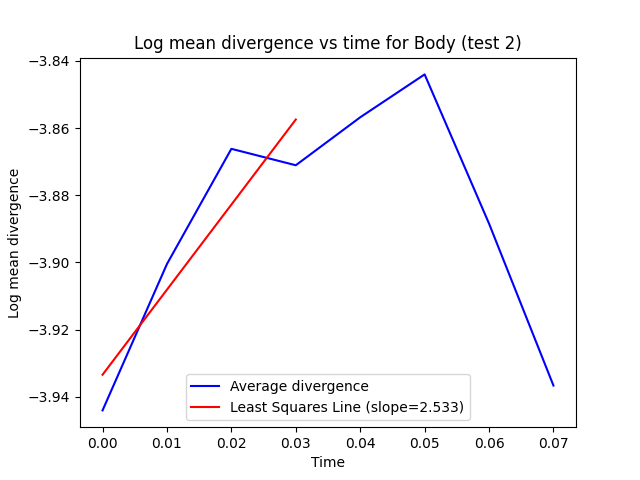 Log mean divergence vs time for Body (test 2)
Log mean divergence
−3.84
−3.86
−3.88
−3.90
−3.92
−3.94
Average divergence
Least Squares Line (slope=2.533)
0.00 0.01 0.02 0.03 0.04 0.05 0.06 0.07
Time